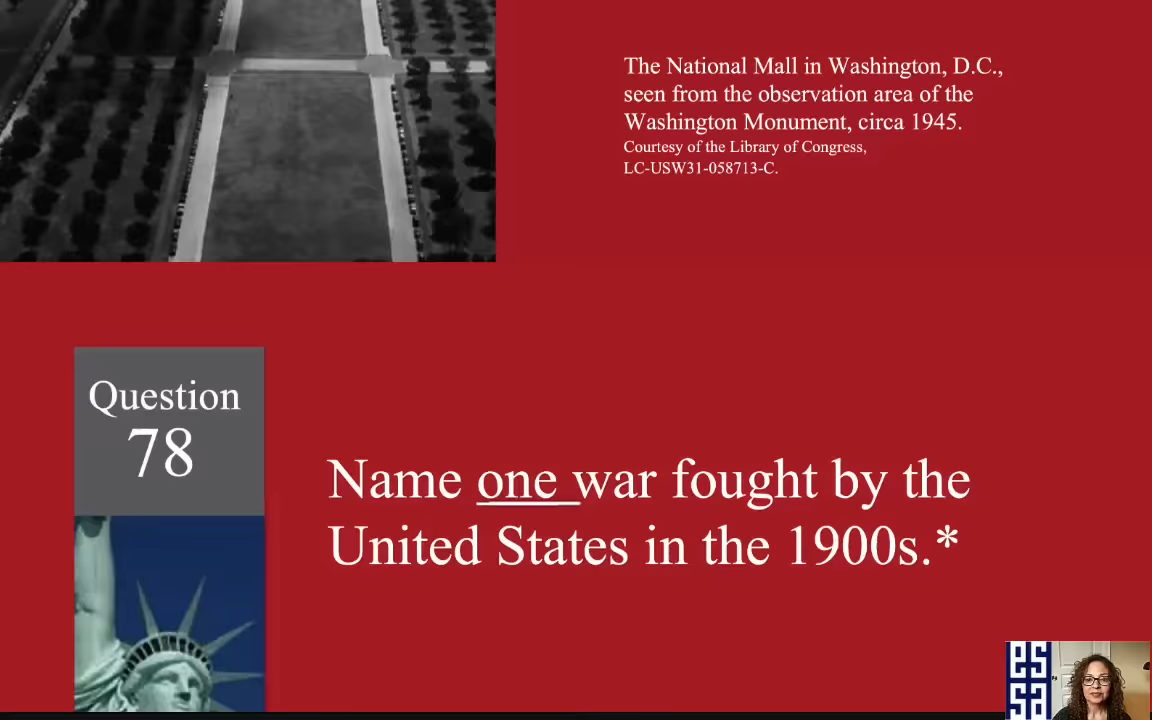 The National Mall in Washington, D.C.,
seen from the observation area of the
Washington Monument, circa 1945.
Courtesy of the Library of Congress,
LC-USW31-058713-C.
Question
78
Name one war fought by the
United States in the 1900s.*